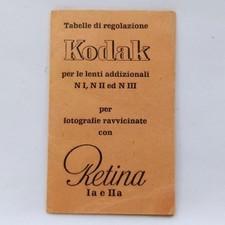 Tabelle di regolazione
Kodak
per le lenti addizionali
N I, N II ed N III
per
fotografie ravvicinate
con
Retina
Ia e IIa